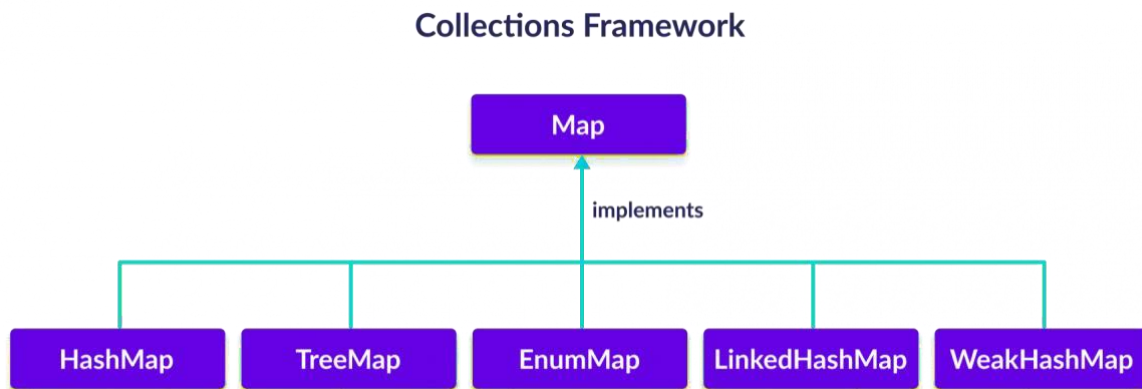 Collections Framework
Map
implements
HashMap
TreeMap
EnumMap
LinkedHashMap
WeakHashMap